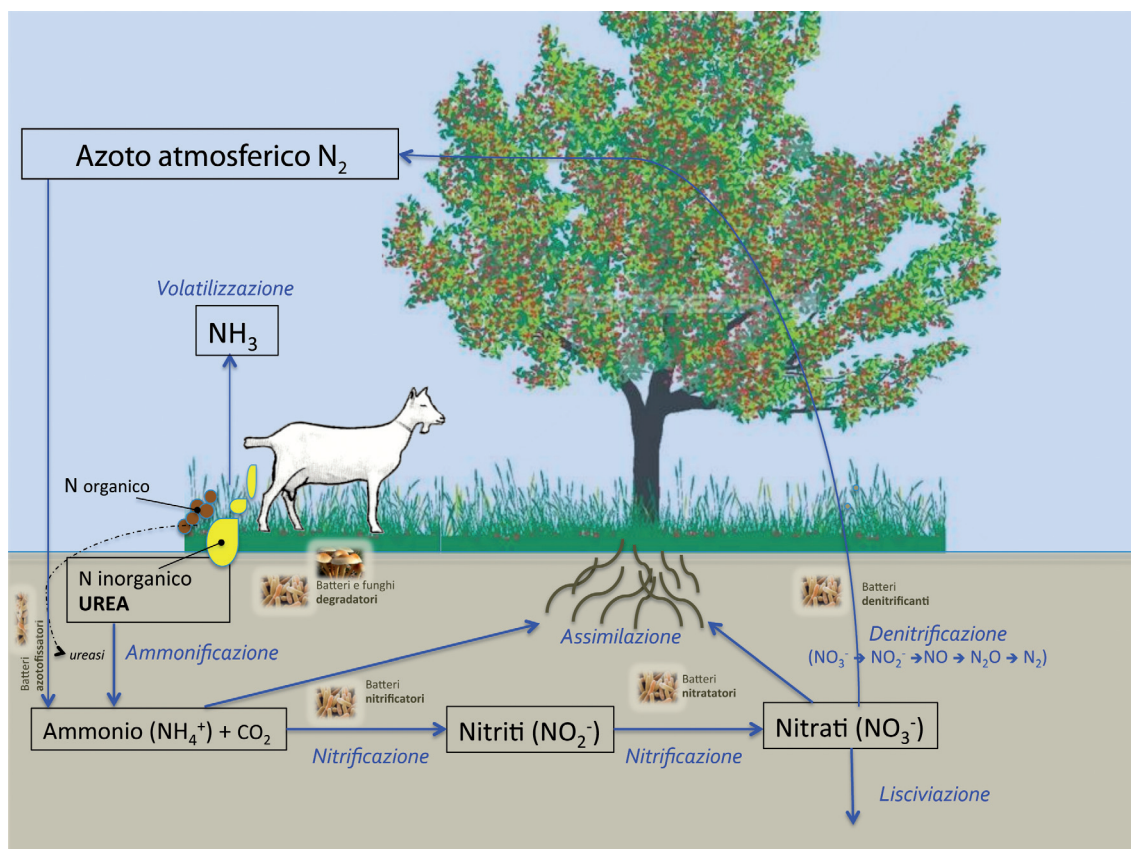 Azoto atmosferico N₂
Volatilizzazione
NH₃
N organico
N inorganico
UREA
Batteri e funghi
degradatori
Batteri
azotofissatori
ureasi
Ammonificazione
Assimilazione
Batteri
denitrificanti
Denitrificazione
(NO₃⁻ → NO₂⁻ → NO → N₂O → N₂)
Batteri
nitrificatori
Batteri
nitratatori
Ammonio (NH₄⁺) + CO₂
Nitrificazione
Nitriti (NO₂⁻)
Nitrificazione
Nitrati (NO₃⁻)
Lisciviazione